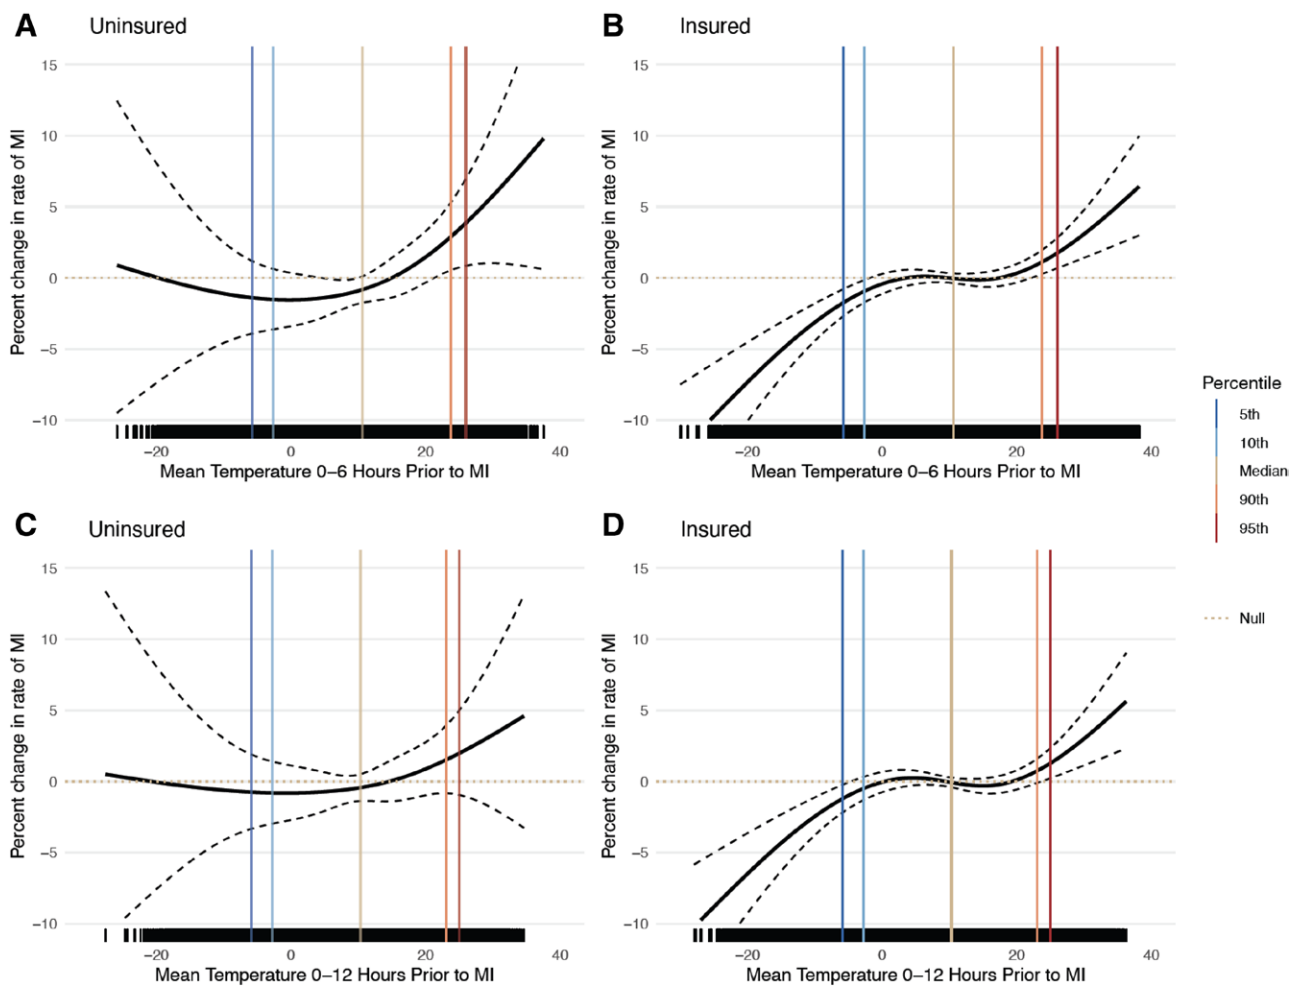 A Uninsured
B Insured
Percent change in rate of MI
15
10
5
0
−5
−10
−20 0 20 40
Mean Temperature 0−6 Hours Prior to MI
Percent change in rate of MI
15
10
5
0
−5
−10
−20 0 20 40
Mean Temperature 0−6 Hours Prior to MI
Percentile
5th
10th
Median
90th
95th
Null
C Uninsured
D Insured
Percent change in rate of MI
15
10
5
0
−5
−10
−20 0 20 40
Mean Temperature 0−12 Hours Prior to MI
Percent change in rate of MI
15
10
5
0
−5
−10
−20 0 20 40
Mean Temperature 0−12 Hours Prior to MI